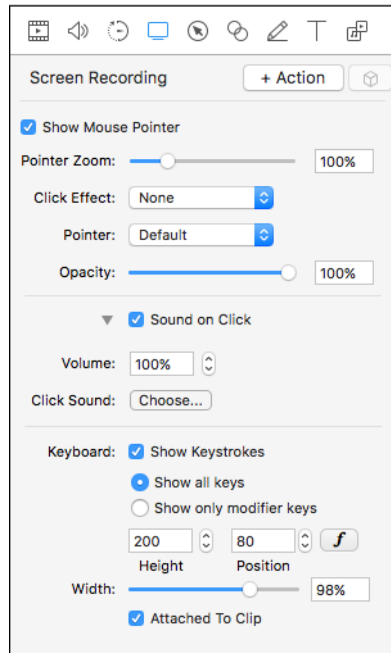 Screen Recording + Action
Show Mouse Pointer
Pointer Zoom: 100%
Click Effect: None
Pointer: Default
Opacity: 100%
Sound on Click
Volume: 100%
Click Sound: Choose...
Keyboard: Show Keystrokes
Show all keys
Show only modifier keys
200 80 f
Height Position
Width: 98%
Attached To Clip